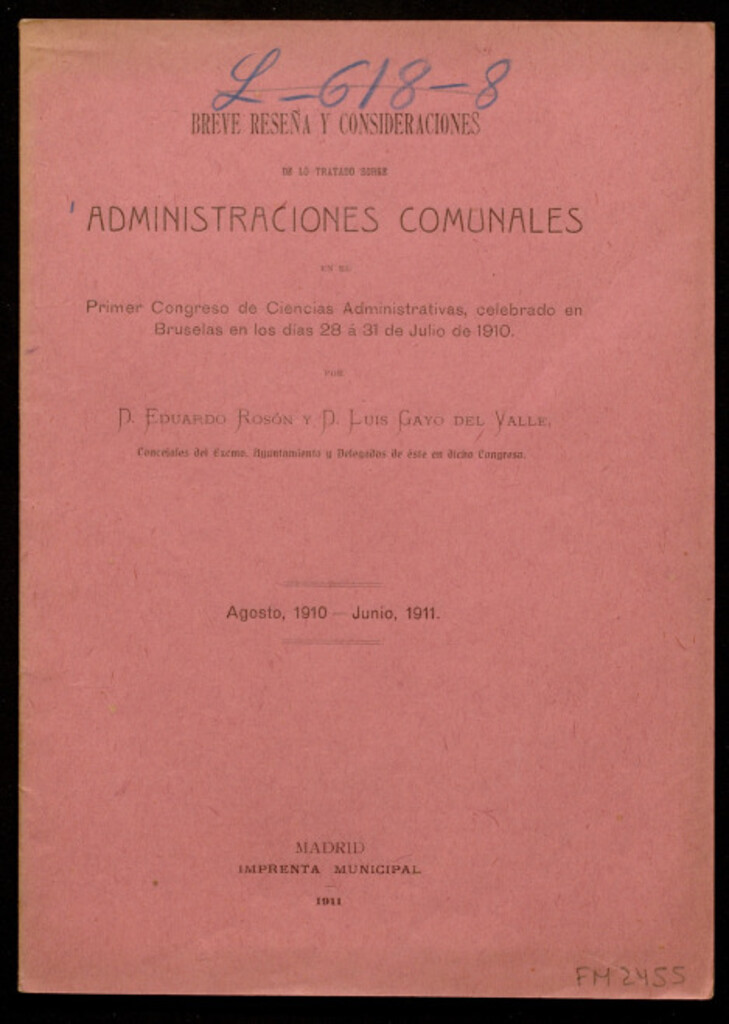 L-618-8
BREVE RESEÑA Y CONSIDERACIONES
DE LO TRATADO SOBRE
ADMINISTRACIONES COMUNALES
EN EL
Primer Congreso de Ciencias Administrativas, celebrado en
Bruselas en los días 28 á 31 de Julio de 1910.
POR
D. EDUARDO ROSÓN Y D. LUIS GAYO DEL VALLE,
Concejales del Excmo. Ayuntamiento y Delegados de éste en dicho Congreso.
Agosto, 1910 — Junio, 1911.
MADRID
IMPRENTA MUNICIPAL
1911
FM2455